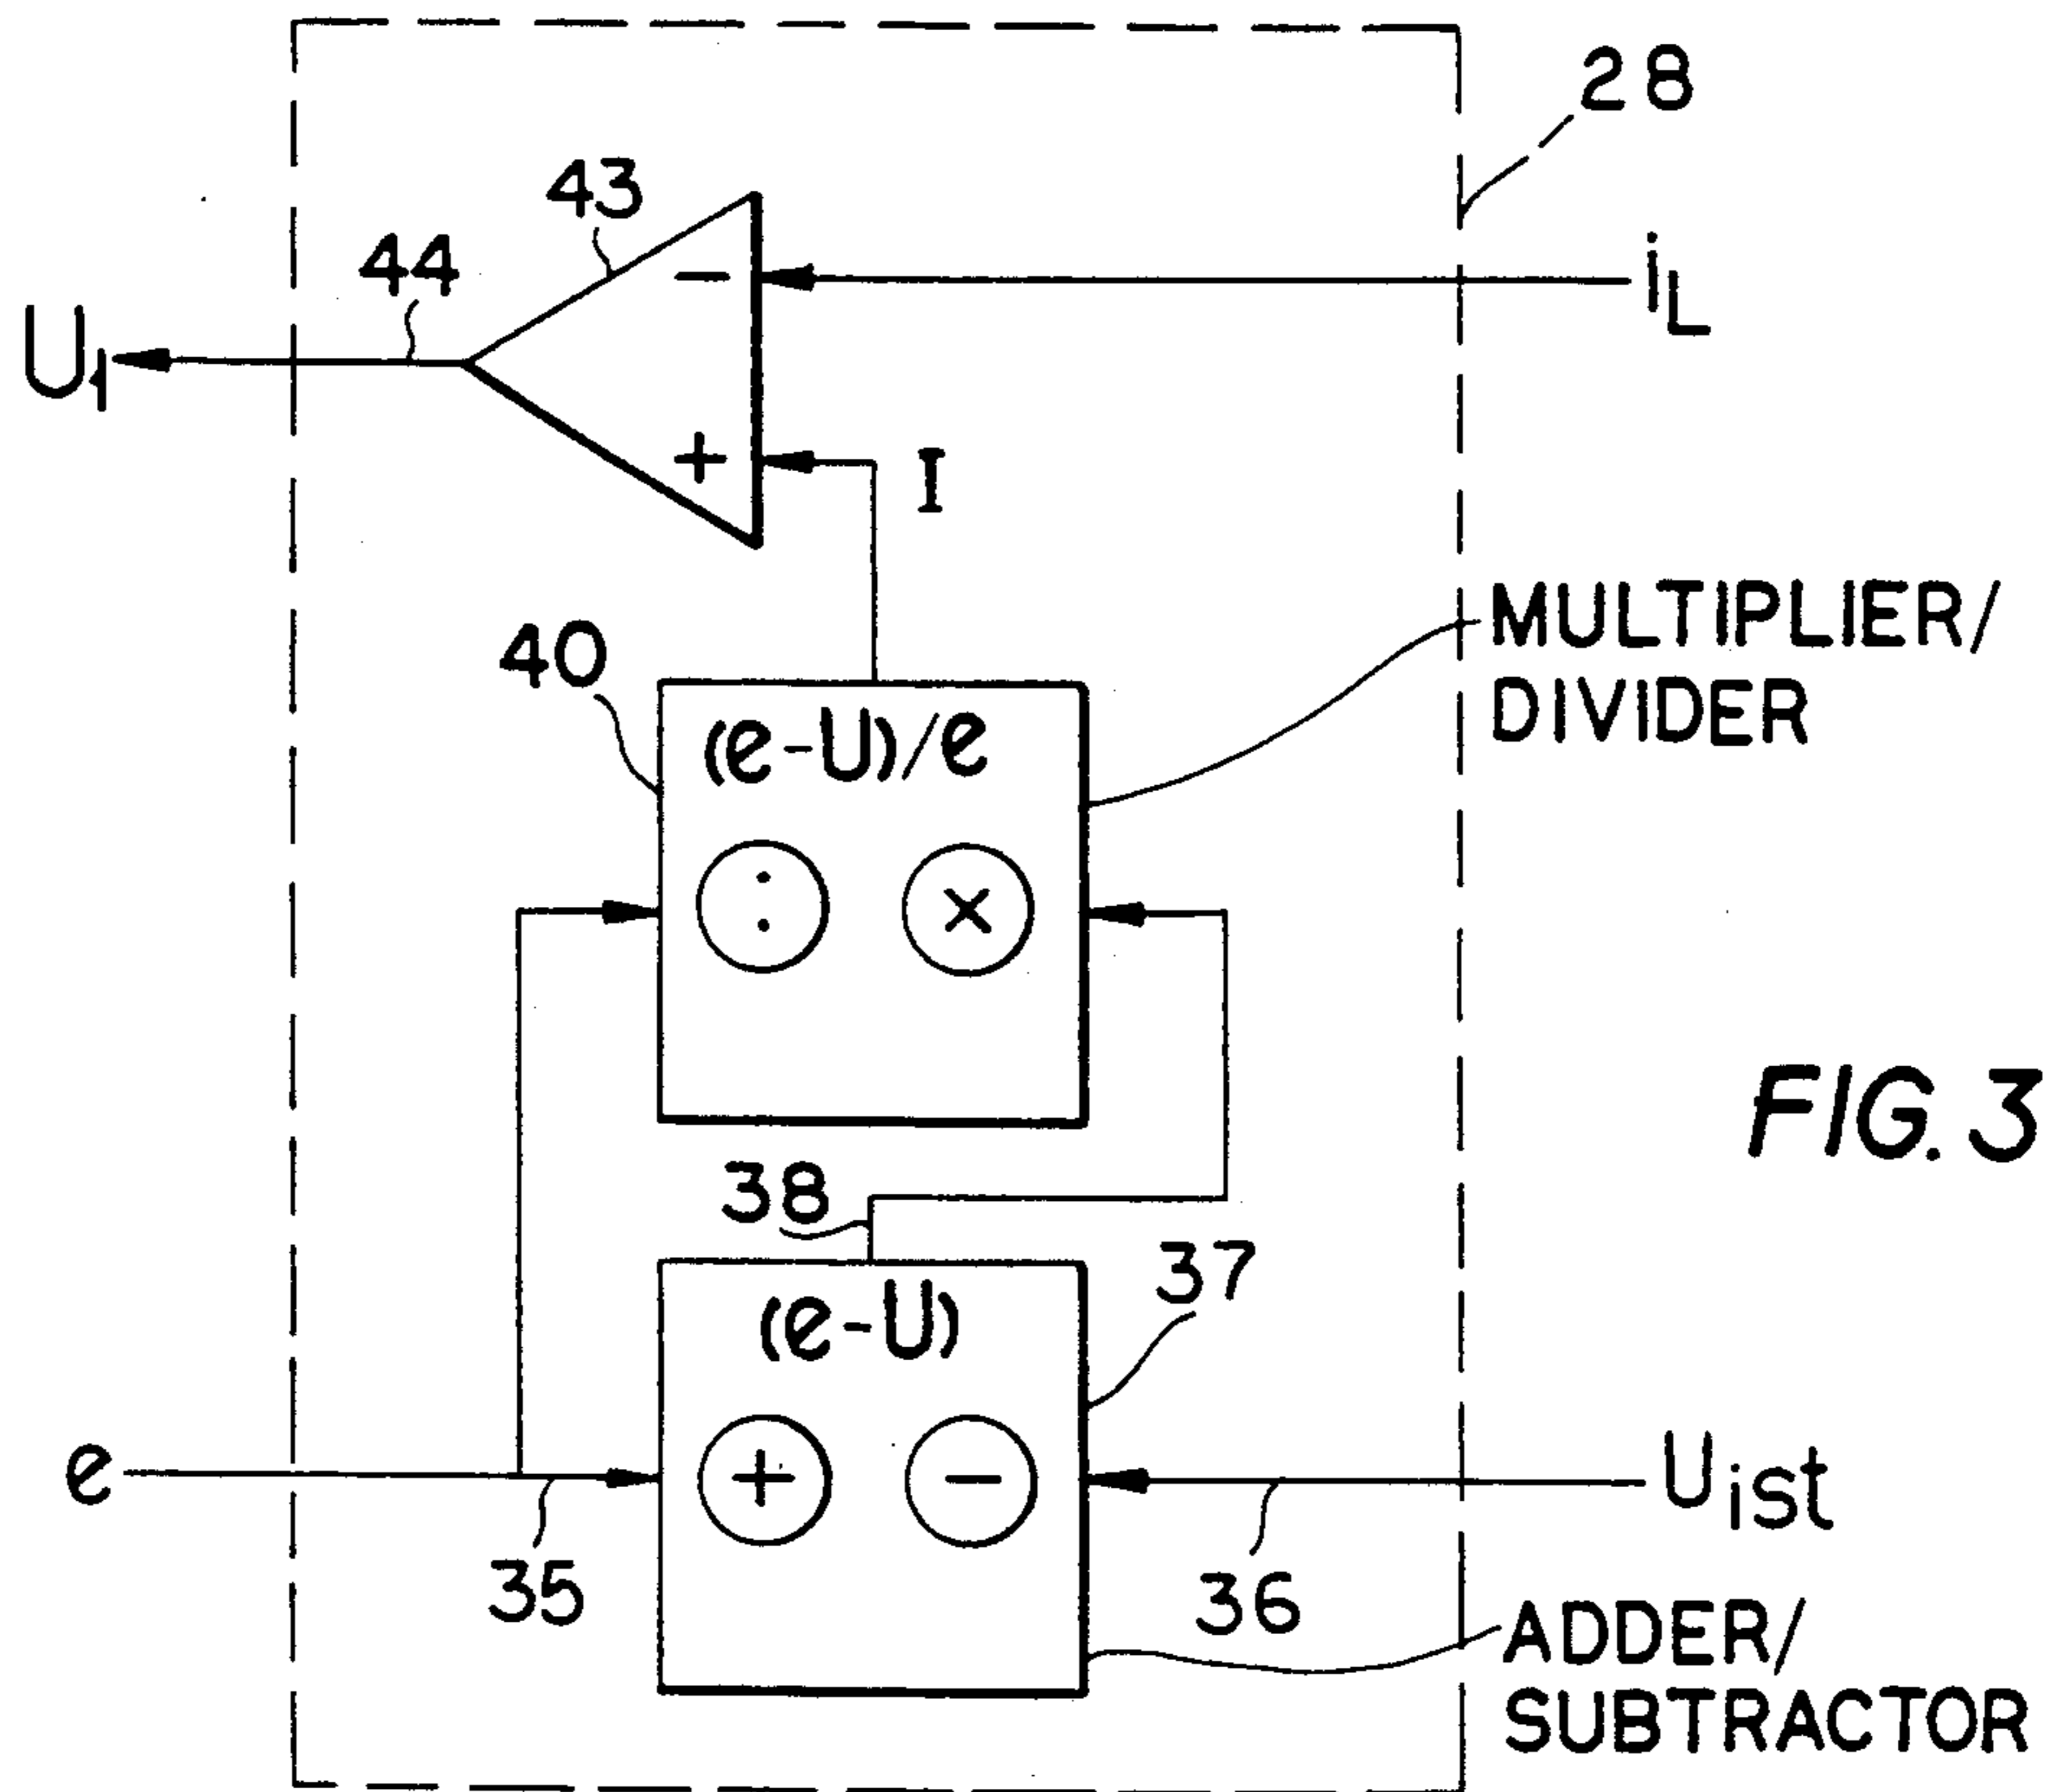 28
43
44
iL
U1
-
+
I
MULTIPLIER/
DIVIDER
40
(e-U)/e
÷
×
FIG. 3
38
37
(e-U)
+
-
e
Uist
35
36
ADDER/
SUBTRACTOR